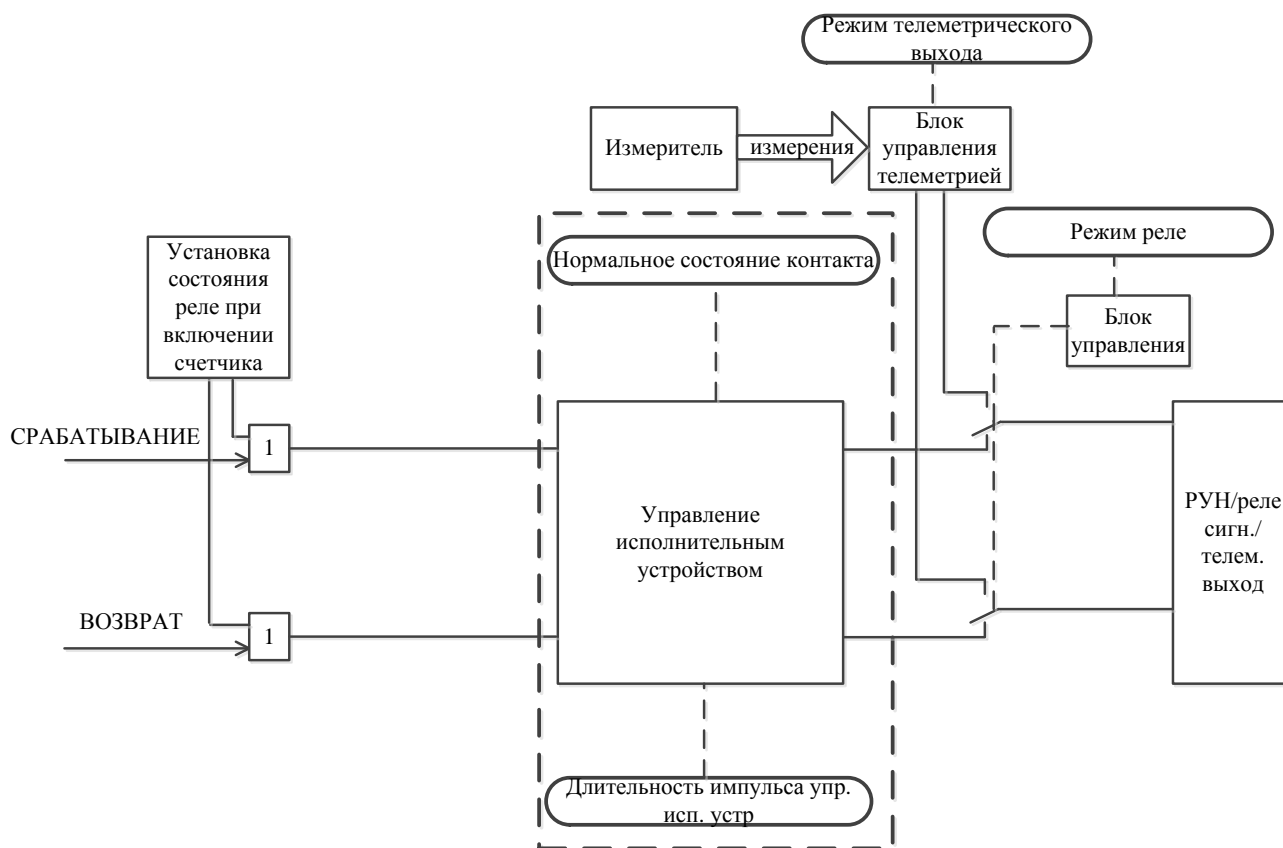 Режим телеметрического
выхода
Измеритель
измерения
Блок
управления
телеметрией
Режим реле
Установка
состояния
реле при
включении
счетчика
Нормальное состояние контакта
Блок
управления
СРАБАТЫВАНИЕ
1
Управление
исполнительным
устройством
РУН/реле
сигн./
телем.
выход
ВОЗВРАТ
1
Длительность импульса упр.
исп. устр